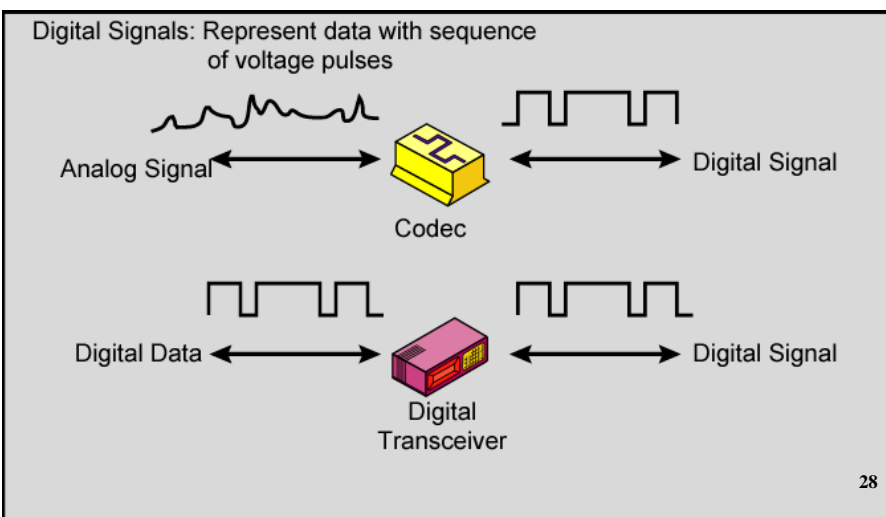 Digital Signals: Represent data with sequence
of voltage pulses
Analog Signal
Digital Signal
Codec
Digital Data
Digital Signal
Digital
Transceiver
28